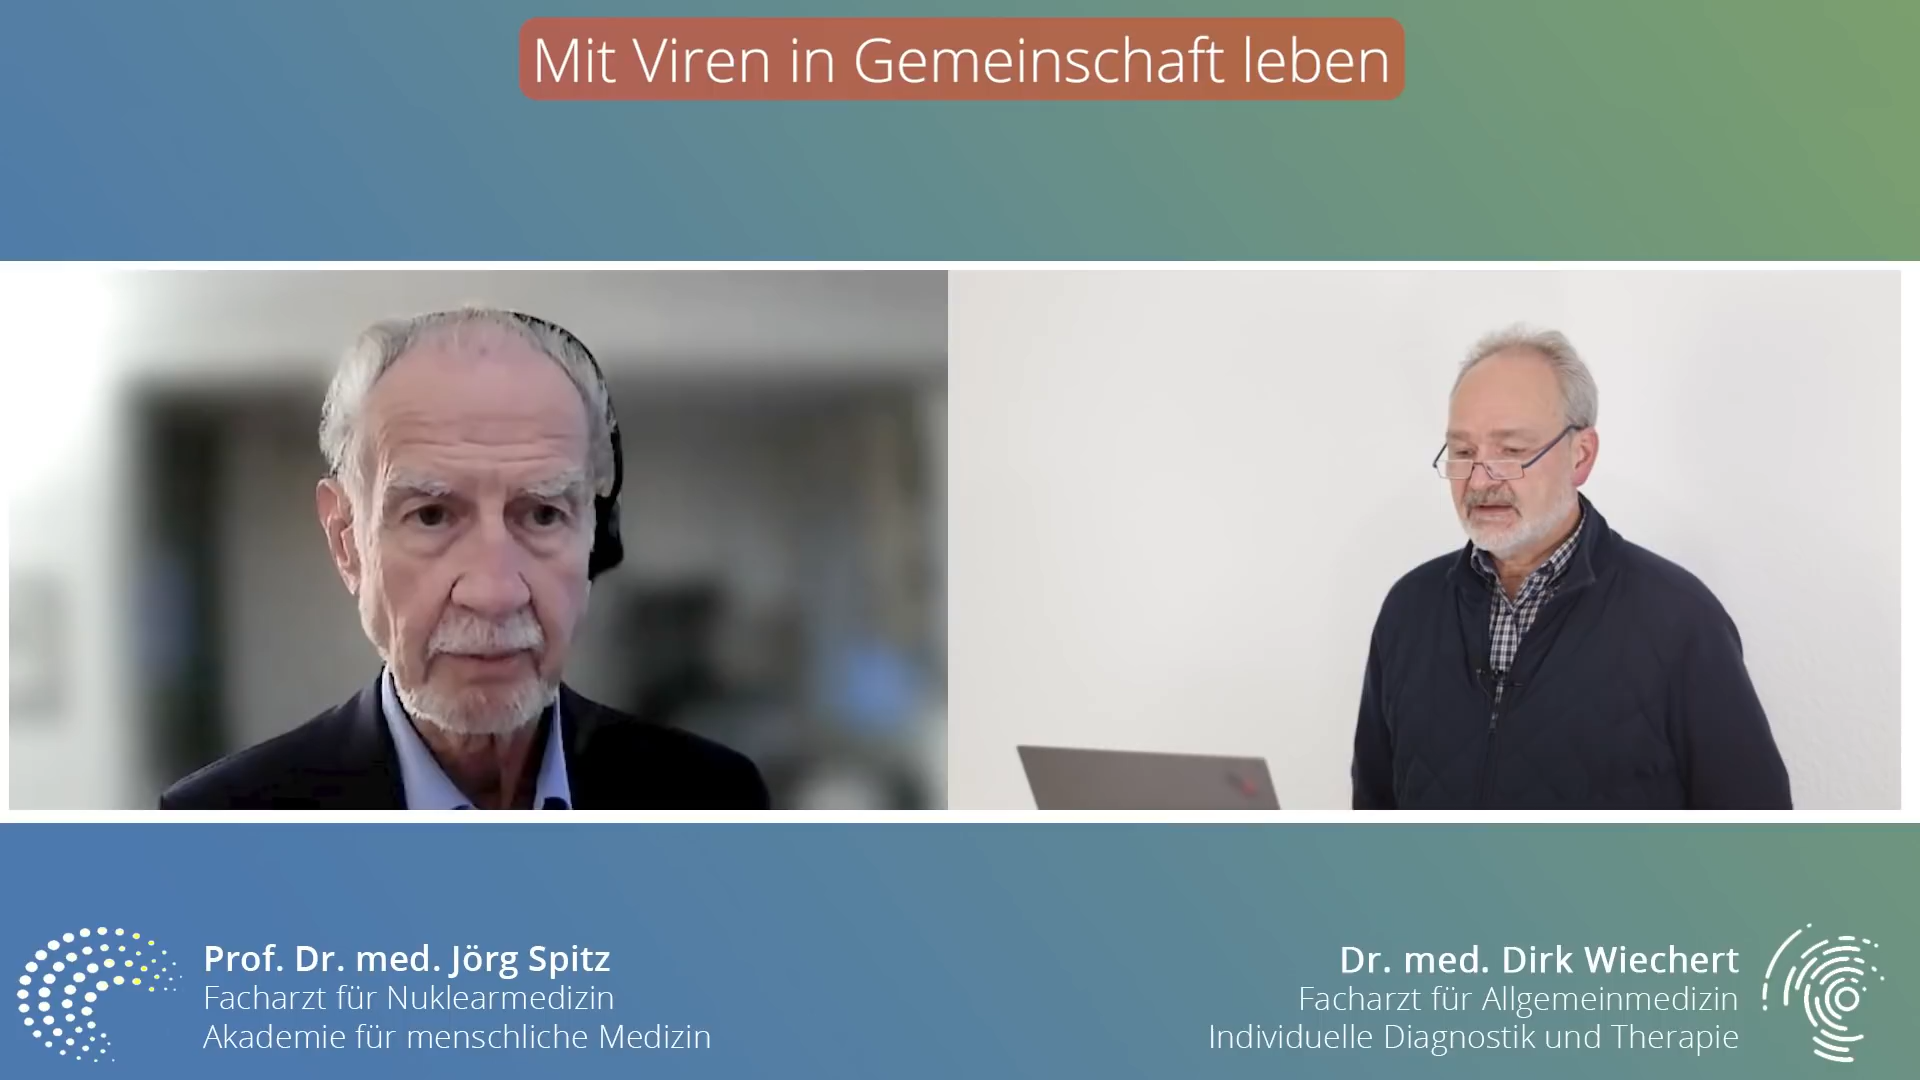 Mit Viren in Gemeinschaft leben
Prof. Dr. med. Jörg Spitz
Facharzt für Nuklearmedizin
Akademie für menschliche Medizin
Dr. med. Dirk Wiechert
Facharzt für Allgemeinmedizin
Individuelle Diagnostik und Therapie